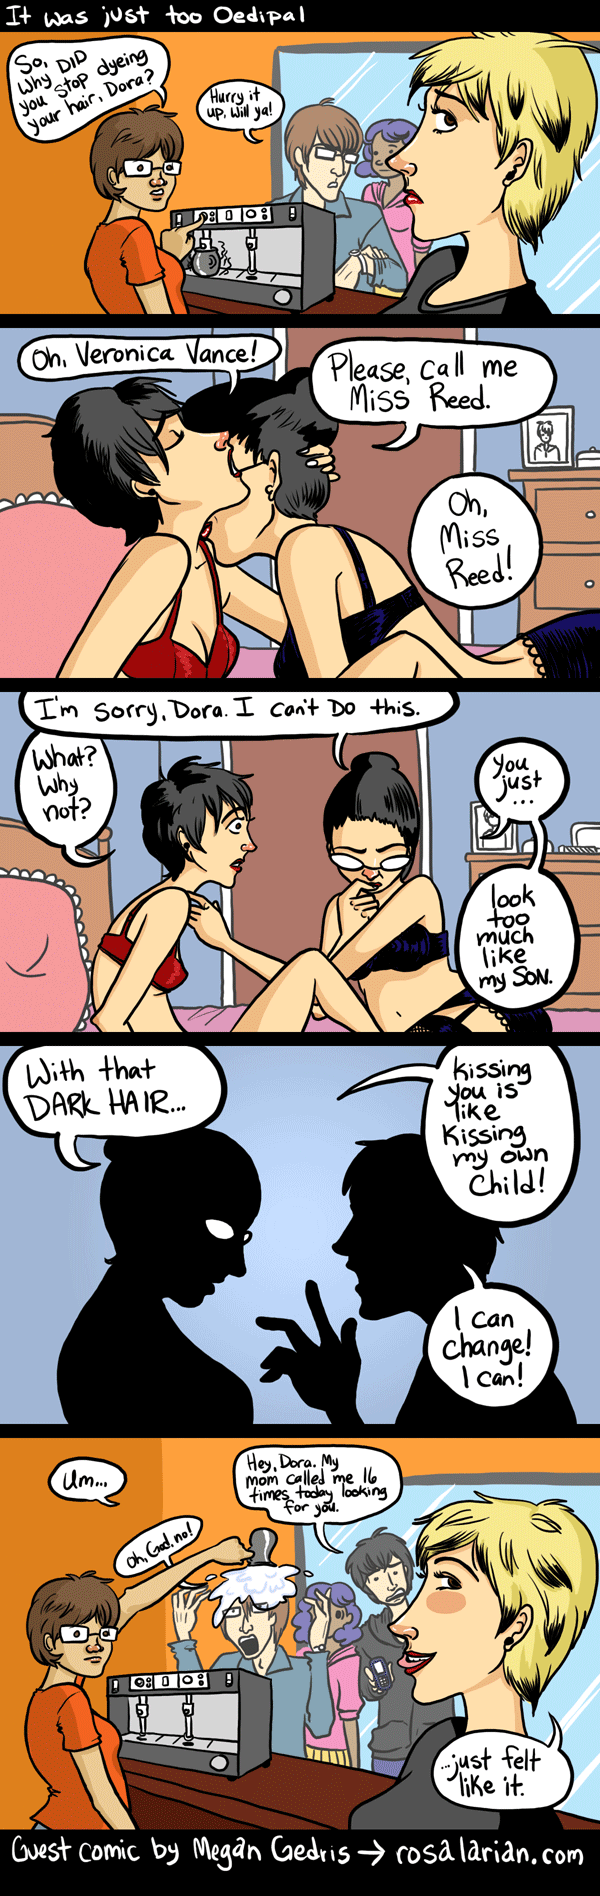 It was just too Oedipal
So,
Why DID
you stop dyeing
your hair, Dora?
Hurry it
up, will ya!
Oh, Veronica Vance!
Please, call me
Miss Reed.
Oh,
Miss
Reed!
I'm sorry, Dora. I can't Do this.
What?
Why
not?
You
just
...
look
too
much
like
my SON.
With that
DARK HAIR...
kissing
you is
like
Kissing
my own
Child!
I can
change!
I can!
Um...
Oh, God, no!
Hey, Dora. My
mom called me 16
times today looking
for you.
...just felt
like it.
Guest comic by Megan Gedris → rosalarian.com